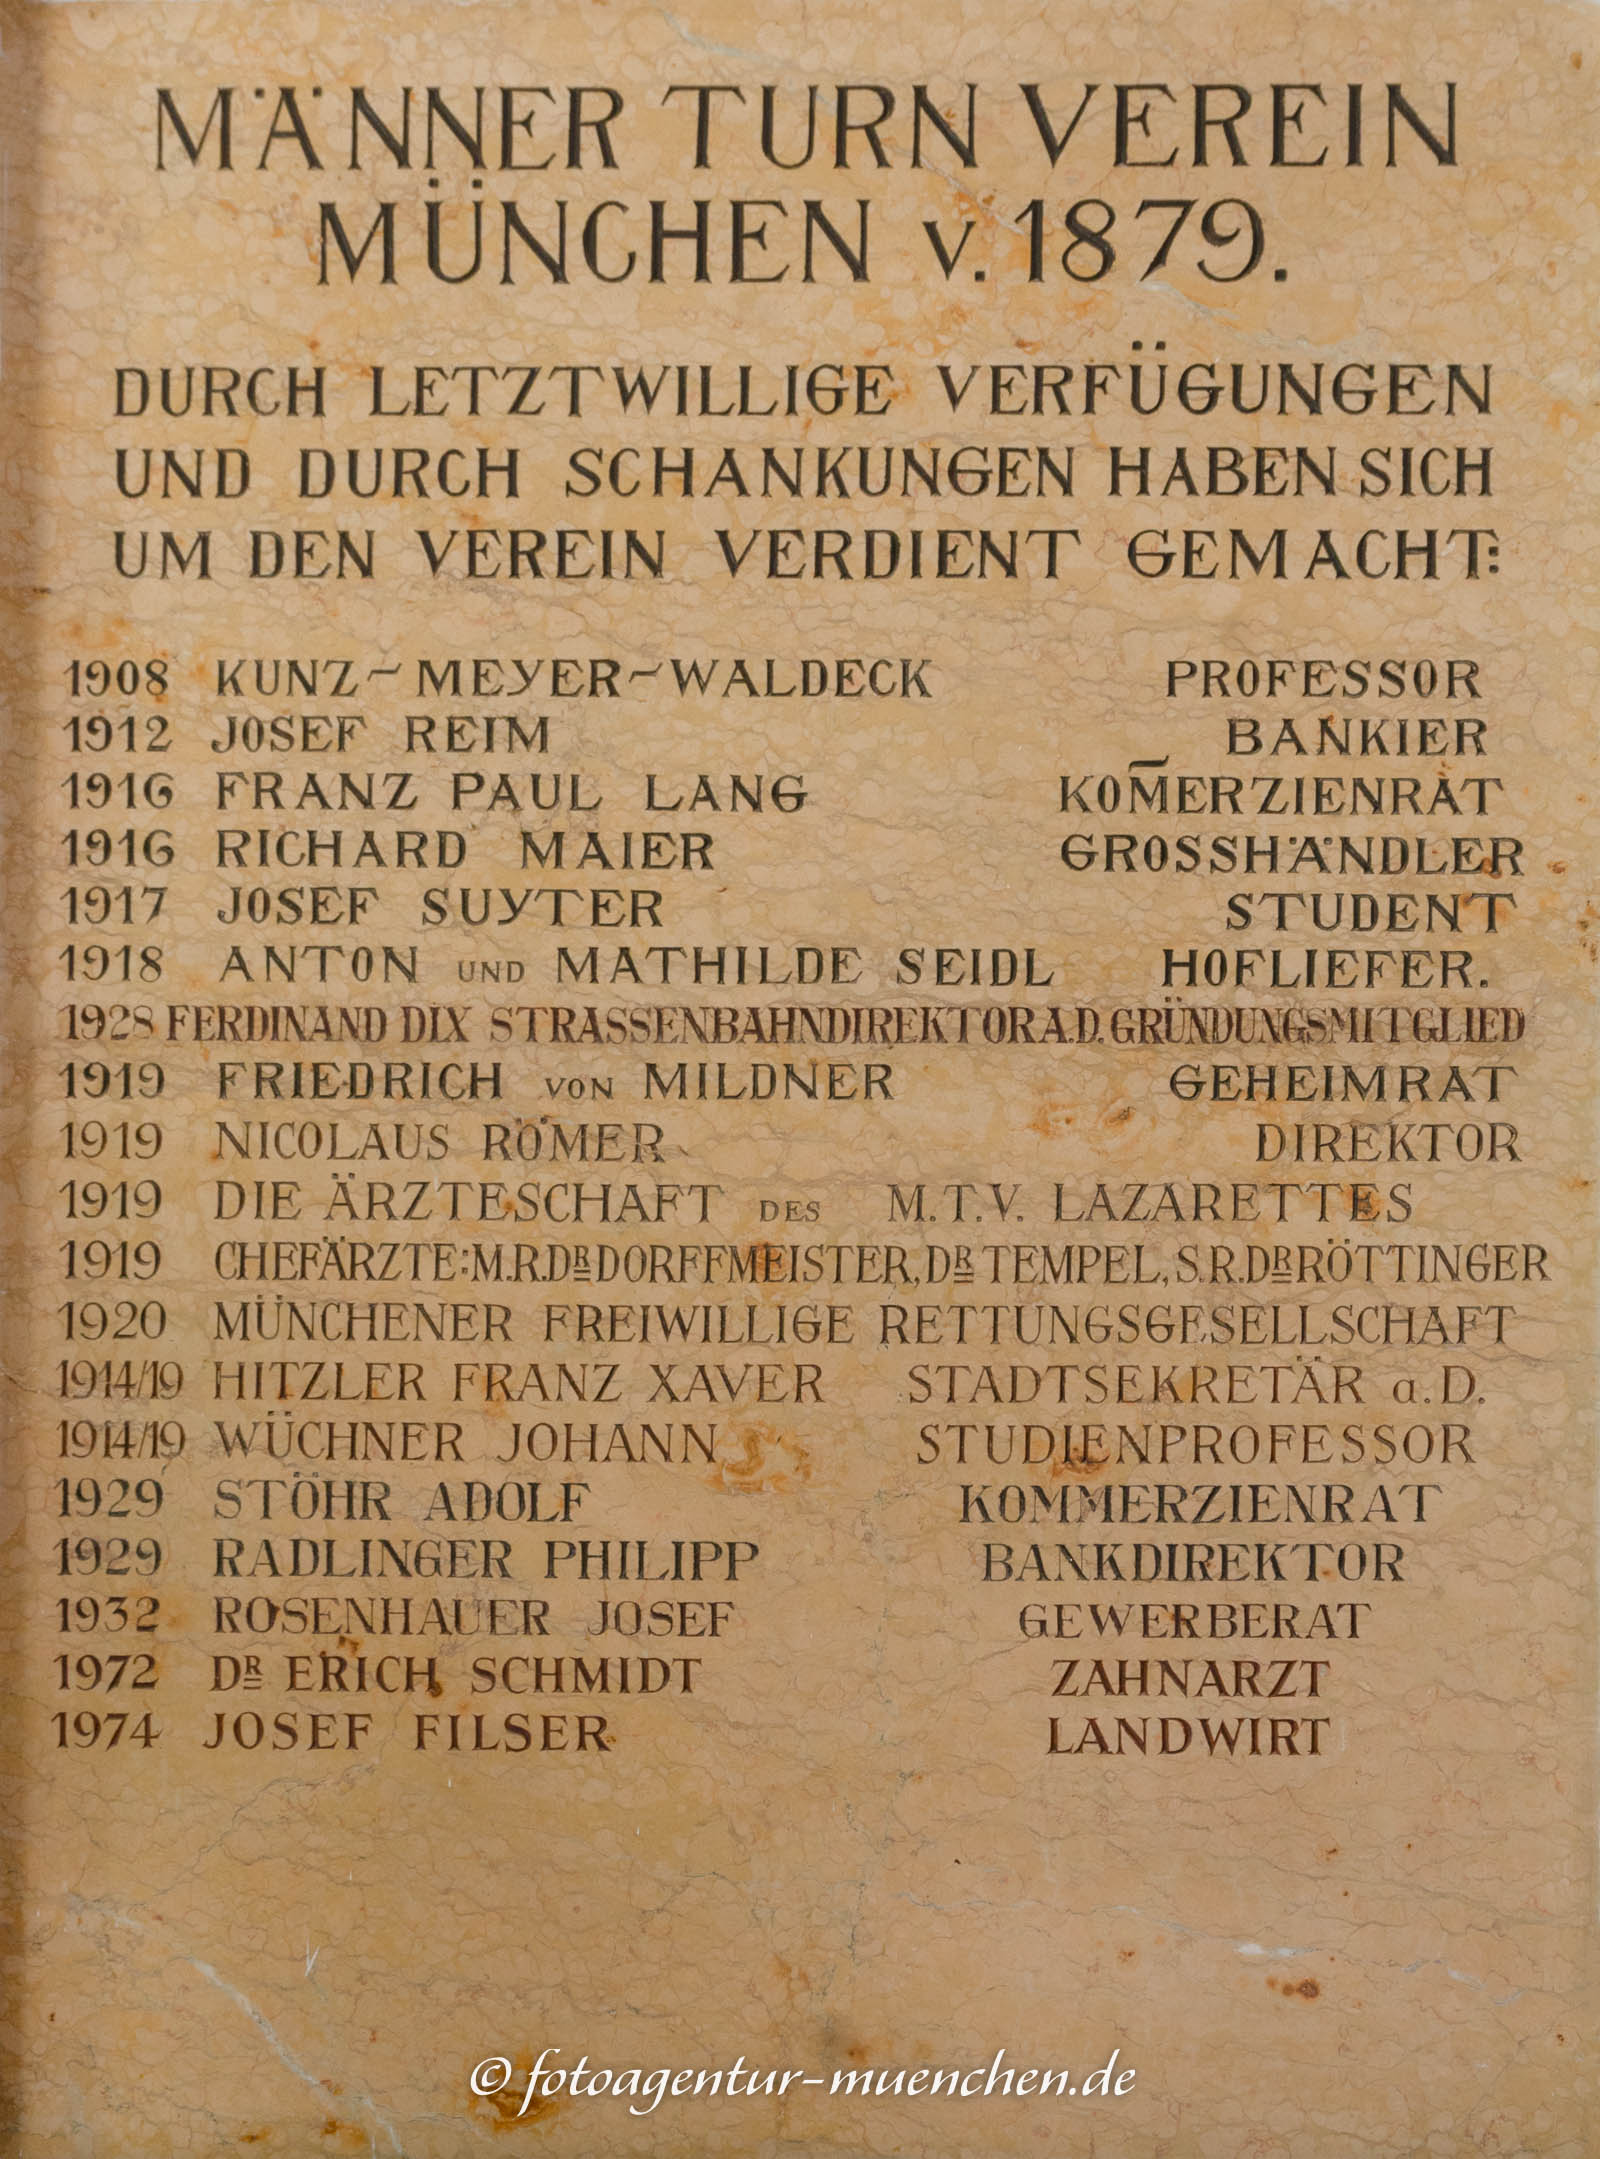 MÄNNER TURN VEREIN
MÜNCHEN v. 1879.
DURCH LETZTWILLIGE VERFÜGUNGEN
UND DURCH SCHANKUNGEN HABEN SICH
UM DEN VEREIN VERDIENT GEMACHT:
1908 KUNZ-MEYER-WALDECK PROFESSOR
1912 JOSEF REIM BANKIER
1916 FRANZ PAUL LANG KOM̅ERZIENRAT
1916 RICHARD MAIER GROSSHÄNDLER
1917 JOSEF SUYTER STUDENT
1918 ANTON UND MATHILDE SEIDL HOFLIEFER.
1928 FERDINAND DIX STRASSENBAHNDIREKTOR A.D. GRÜNDUNGSMITGLIED
1919 FRIEDRICH VON MILDNER GEHEIMRAT
1919 NICOLAUS RÖMER DIREKTOR
1919 DIE ÄRZTESCHAFT DES M.T.V. LAZARETTES
1919 CHEFÄRZTE: M.R.DR DORFFMEISTER, DR TEMPEL, S.R.DR RÖTTINGER
1920 MÜNCHENER FREIWILLIGE RETTUNGSGESELLSCHAFT
1914/19 HITZLER FRANZ XAVER STADTSEKRETÄR a.D.
1914/19 WÜCHNER JOHANN STUDIENPROFESSOR
1929 STÖHR ADOLF KOMMERZIENRAT
1929 RADLINGER PHILIPP BANKDIREKTOR
1932 ROSENHAUER JOSEF GEWERBERAT
1972 DR ERICH SCHMIDT ZAHNARZT
1974 JOSEF FILSER LANDWIRT
© fotoagentur-muenchen.de